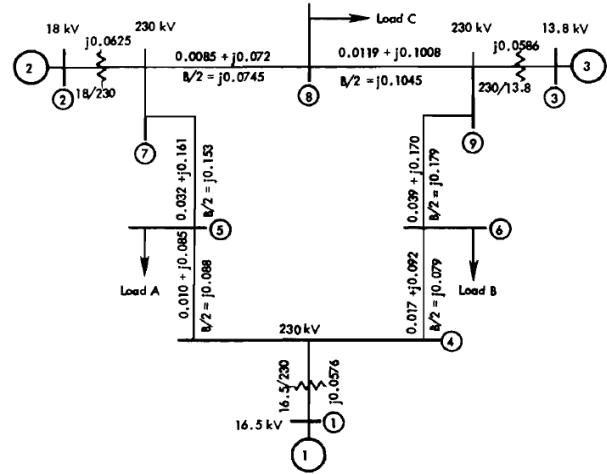 Load C
18 kV
230 kV
230 kV
13.8 kV
j0.0625
0.0085 + j0.072
0.0119 + j0.1008
j0.0586
2
3
18/230
B/2 = j0.0745
B/2 = j0.1045
230/13.8
2
8
3
7
9
0.032 +j0.161
B/2 = j0.153
0.039 + j0.170
B/2 = j0.179
5
6
Load A
0.010 + j0.085
B/2 = j0.088
0.017 +j0.092
B/2 = j0.079
Load B
230 kV
4
16.5/230
j0.0576
16.5 kV
1
1